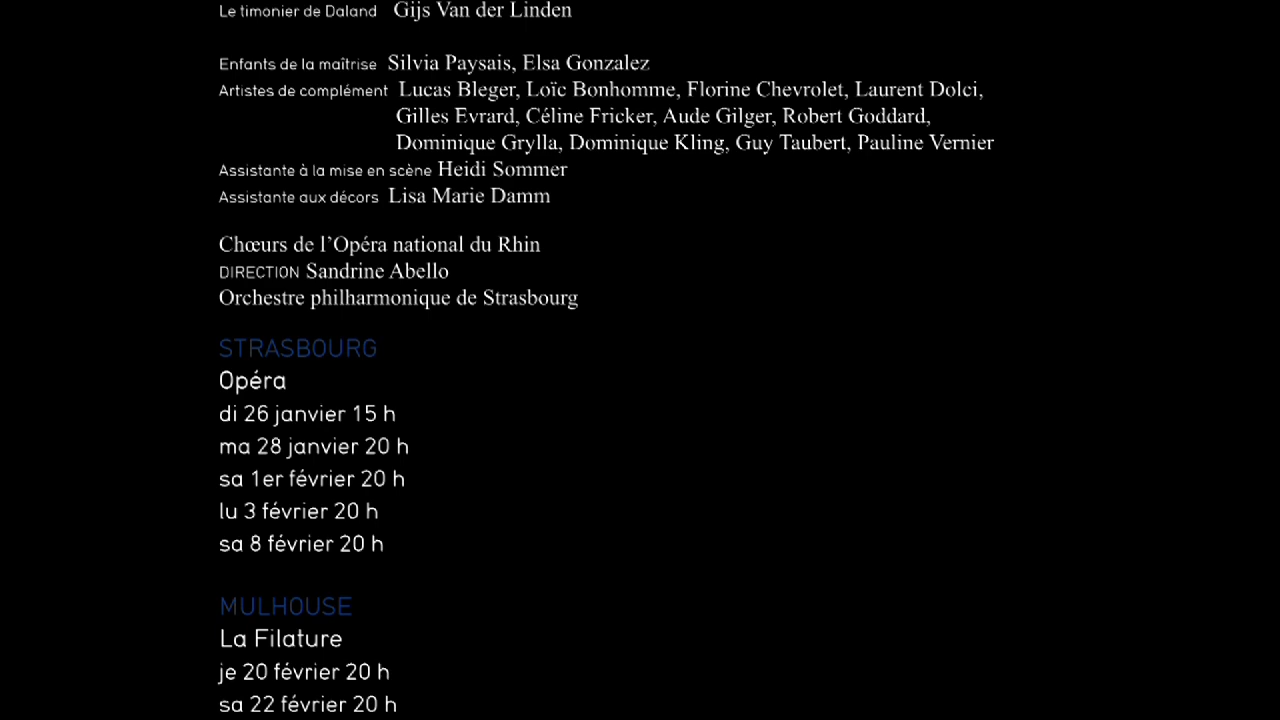 Le timonier de Daland Gijs Van der Linden
Enfants de la maîtrise Silvia Paysais, Elsa Gonzalez
Artistes de complément Lucas Bleger, Loïc Bonhomme, Florine Chevrolet, Laurent Dolci,
Gilles Evrard, Céline Fricker, Aude Gilger, Robert Goddard,
Dominique Grylla, Dominique Kling, Guy Taubert, Pauline Vernier
Assistante à la mise en scène Heidi Sommer
Assistante aux décors Lisa Marie Damm
Chœurs de l'Opéra national du Rhin
DIRECTION Sandrine Abello
Orchestre philharmonique de Strasbourg
STRASBOURG
Opéra
di 26 janvier 15 h
ma 28 janvier 20 h
sa 1er février 20 h
lu 3 février 20 h
sa 8 février 20 h
MULHOUSE
La Filature
je 20 février 20 h
sa 22 février 20 h